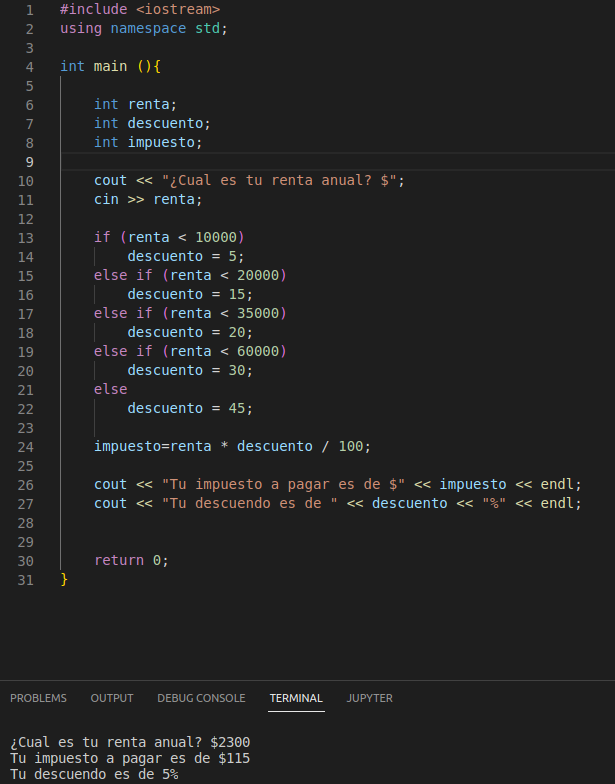 1 #include <iostream>
2 using namespace std;
3
4 int main (){
5
6 int renta;
7 int descuento;
8 int impuesto;
9
10 cout << "¿Cual es tu renta anual? $";
11 cin >> renta;
12
13 if (renta < 10000)
14 descuento = 5;
15 else if (renta < 20000)
16 descuento = 15;
17 else if (renta < 35000)
18 descuento = 20;
19 else if (renta < 60000)
20 descuento = 30;
21 else
22 descuento = 45;
23
24 impuesto=renta * descuento / 100;
25
26 cout << "Tu impuesto a pagar es de $" << impuesto << endl;
27 cout << "Tu descuendo es de " << descuento << "%" << endl;
28
29
30 return 0;
31 }
PROBLEMS OUTPUT DEBUG CONSOLE TERMINAL JUPYTER
¿Cual es tu renta anual? $2300
Tu impuesto a pagar es de $115
Tu descuendo es de 5%